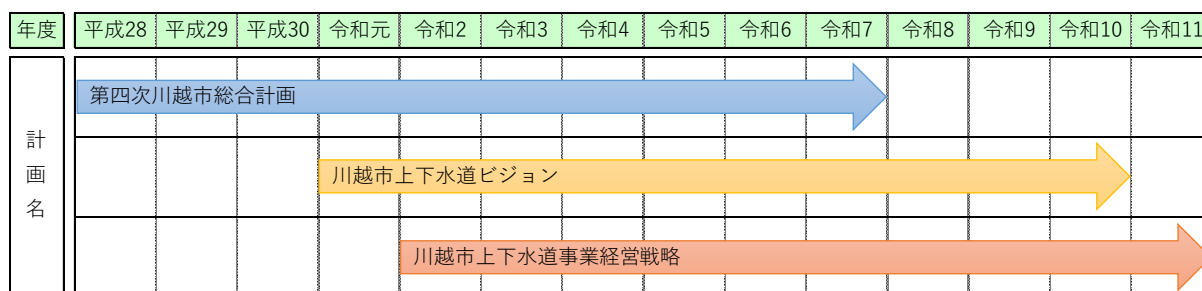 年度 平成28 平成29 平成30 令和元 令和2 令和3 令和4 令和5 令和6 令和7 令和8 令和9 令和10 令和11
計画名
第四次川越市総合計画
川越市上下水道ビジョン
川越市上下水道事業経営戦略